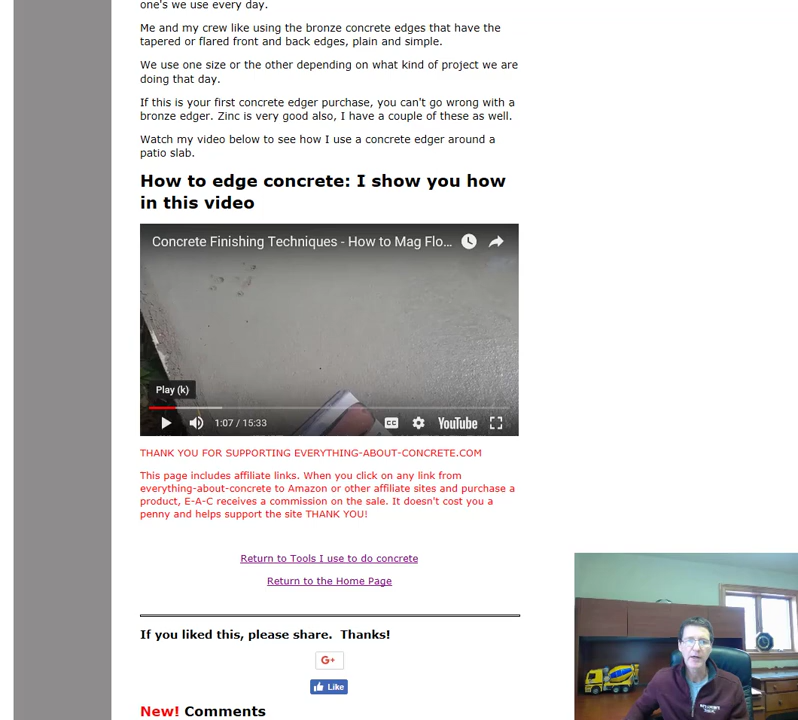 one's we use every day.
Me and my crew like using the bronze concrete edges that have the
tapered or flared front and back edges, plain and simple.
We use one size or the other depending on what kind of project we are
doing that day.
If this is your first concrete edger purchase, you can't go wrong with a
bronze edger. Zinc is very good also, I have a couple of these as well.
Watch my video below to see how I use a concrete edger around a
patio slab.
How to edge concrete: I show you how
in this video
Concrete Finishing Techniques - How to Mag Flo...
Play (k)
1:07 / 15:33
CC
YouTube
THANK YOU FOR SUPPORTING EVERYTHING-ABOUT-CONCRETE.COM
This page includes affiliate links. When you click on any link from
everything-about-concrete to Amazon or other affiliate sites and purchase a
product, E-A-C receives a commission on the sale. It doesn't cost you a
penny and helps support the site THANK YOU!
Return to Tools I use to do concrete
Return to the Home Page
If you liked this, please share. Thanks!
G+
Like
New! Comments